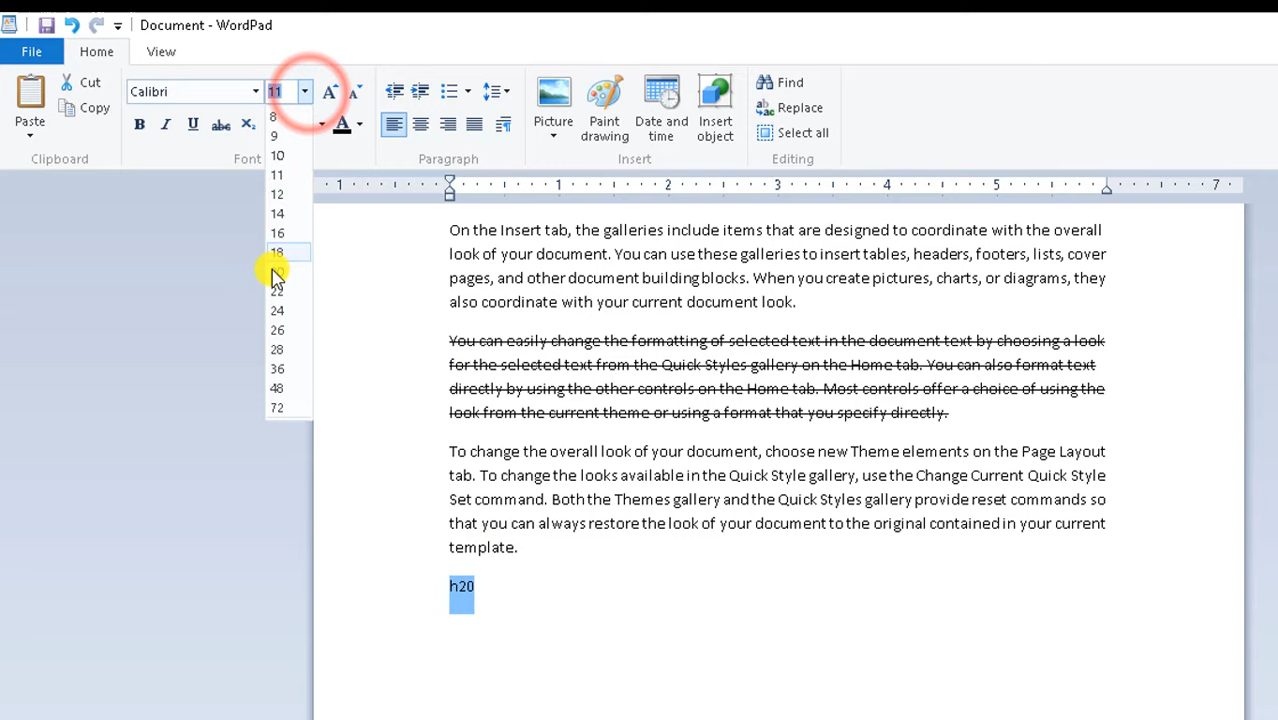 Document - WordPad
File Home View
Paste
Cut
Copy
Clipboard
Calibri
11
B I U abc X₂ A
Font
8
9
10
11
12
14
16
18
22
24
26
28
36
48
72
Paragraph
Picture
Paint drawing
Date and time
Insert object
Insert
Find
Replace
Select all
Editing
1 1 2 3 4 5 7
On the Insert tab, the galleries include items that are designed to coordinate with the overall
look of your document. You can use these galleries to insert tables, headers, footers, lists, cover
pages, and other document building blocks. When you create pictures, charts, or diagrams, they
also coordinate with your current document look.
You can easily change the formatting of selected text in the document text by choosing a look
for the selected text from the Quick Styles gallery on the Home tab. You can also format text
directly by using the other controls on the Home tab. Most controls offer a choice of using the
look from the current theme or using a format that you specify directly.
To change the overall look of your document, choose new Theme elements on the Page Layout
tab. To change the looks available in the Quick Style gallery, use the Change Current Quick Style
Set command. Both the Themes gallery and the Quick Styles gallery provide reset commands so
that you can always restore the look of your document to the original contained in your current
template.
h20